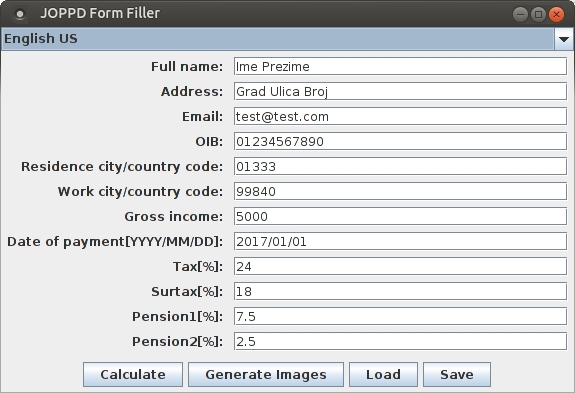 JOPPD Form Filler
English US
Full name: Ime Prezime
Address: Grad Ulica Broj
Email: test@test.com
OIB: 01234567890
Residence city/country code: 01333
Work city/country code: 99840
Gross income: 5000
Date of payment[YYYY/MM/DD]: 2017/01/01
Tax[%]: 24
Surtax[%]: 18
Pension1[%]: 7.5
Pension2[%]: 2.5
Calculate Generate Images Load Save